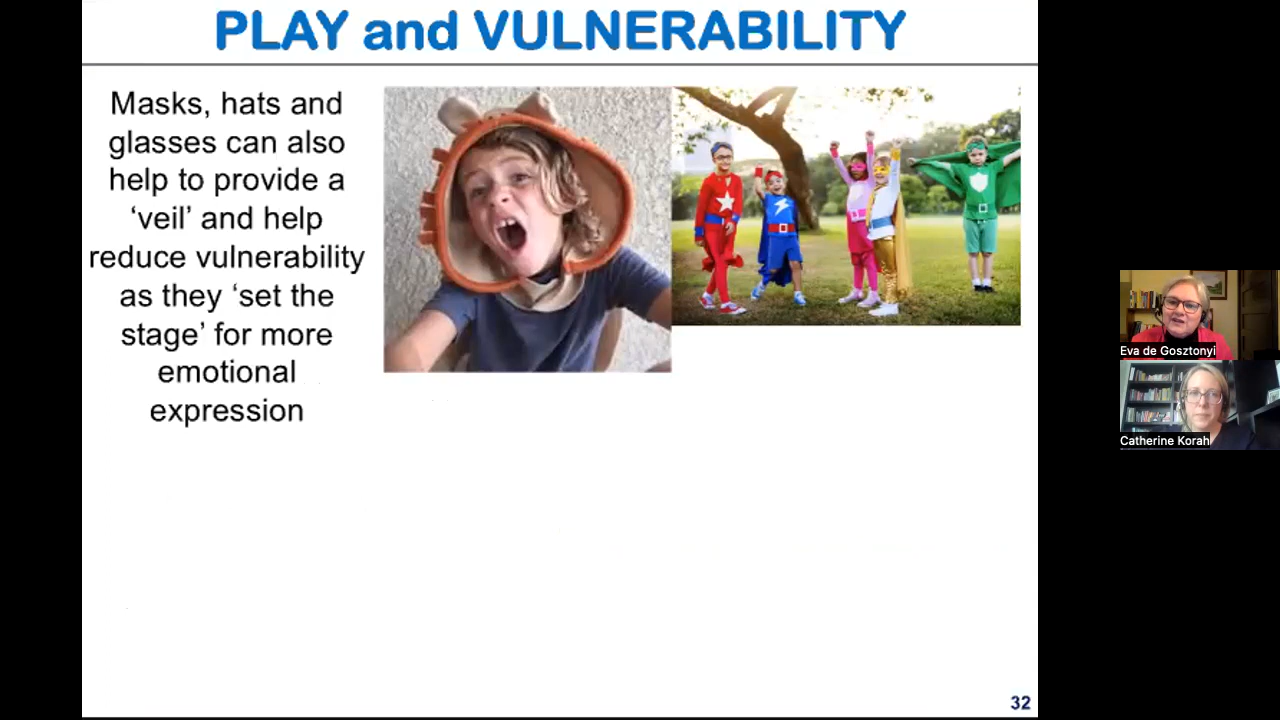 PLAY and VULNERABILITY
Masks, hats and
glasses can also
help to provide a
‘veil’ and help
reduce vulnerability
as they ‘set the
stage’ for more
emotional
expression
Eva de Gosztonyi
Catherine Korah
32